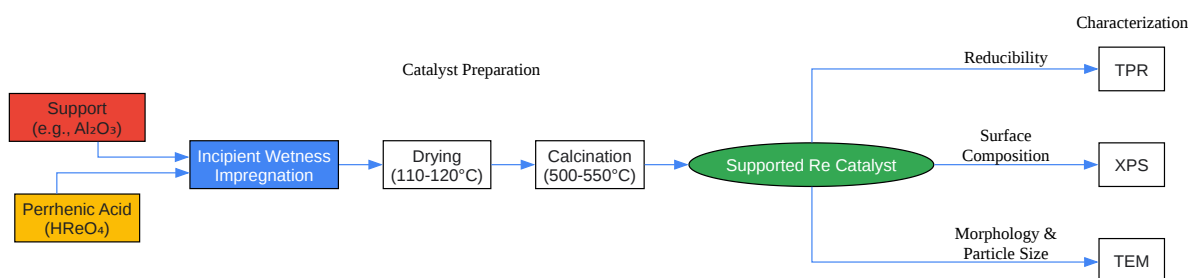 Characterization
Catalyst Preparation
Support
(e.g., Al₂O₃)
Perrhenic Acid
(HReO₄)
Incipient Wetness
Impregnation
Drying
(110-120°C)
Calcination
(500-550°C)
Supported Re Catalyst
Reducibility
TPR
Surface
Composition
XPS
Morphology &
Particle Size
TEM